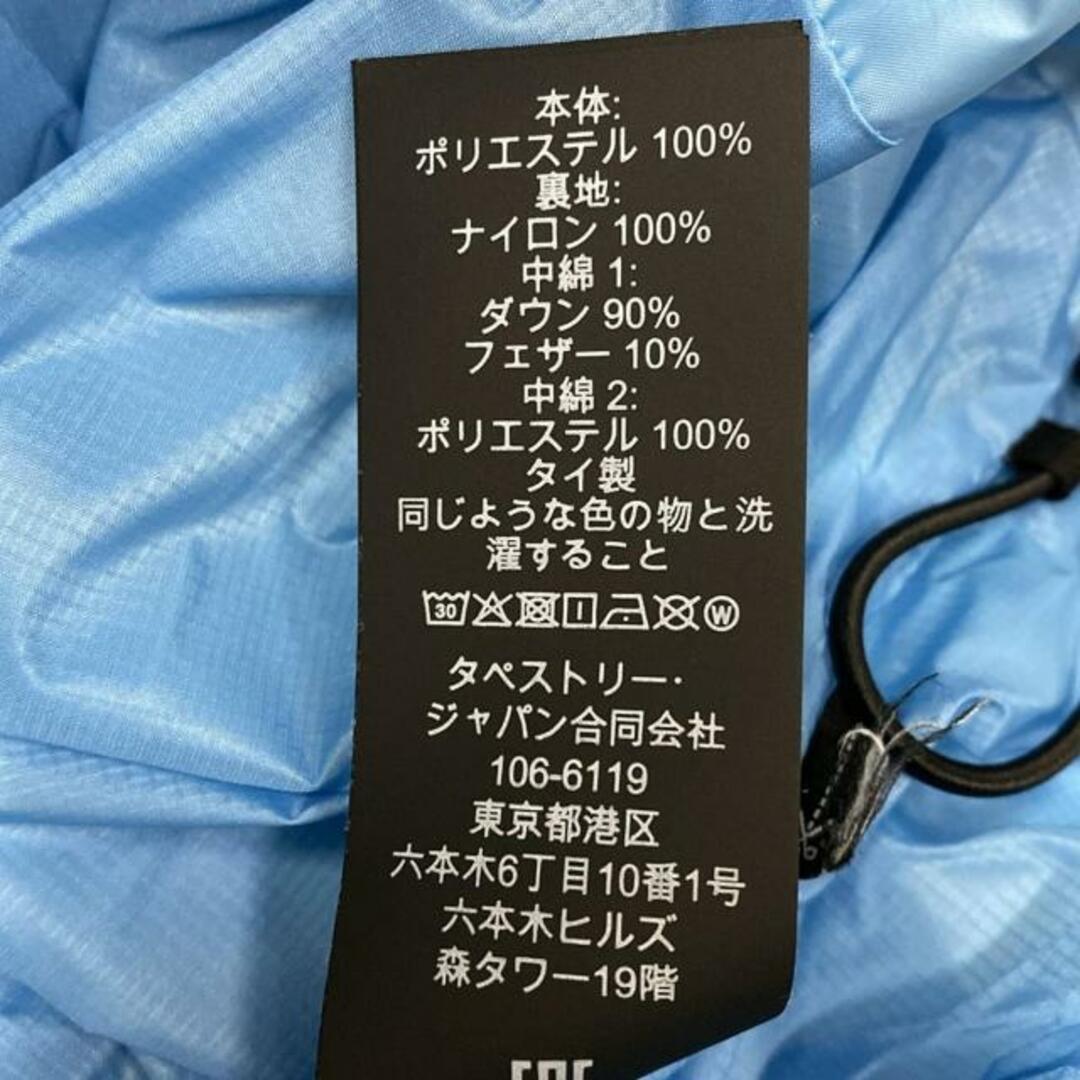 本体:
ポリエステル 100%
裏地:
ナイロン 100%
中綿 1:
ダウン 90%
フェザー 10%
中綿 2:
ポリエステル 100%
タイ製
同じような色の物と洗
濯すること
30 W
タペストリー·
ジャパン合同会社
106-6119
東京都港区
六本木6丁目10番1号
六本木ヒルズ
森タワー19階